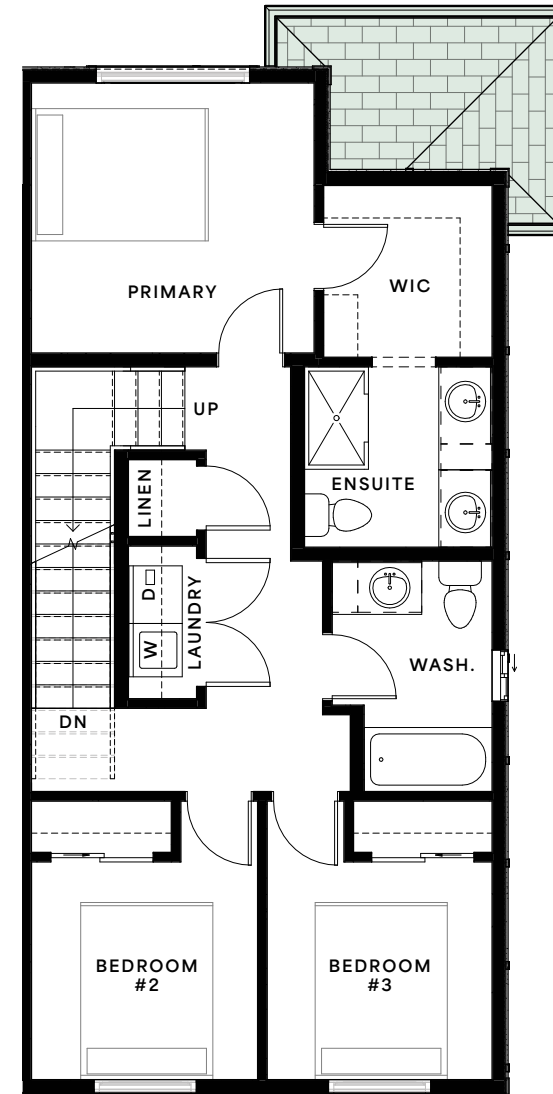 PRIMARY
WIC
UP
LINEN
ENSUITE
D
LAUNDRY
W
WASH.
DN
BEDROOM
#2
BEDROOM
#3